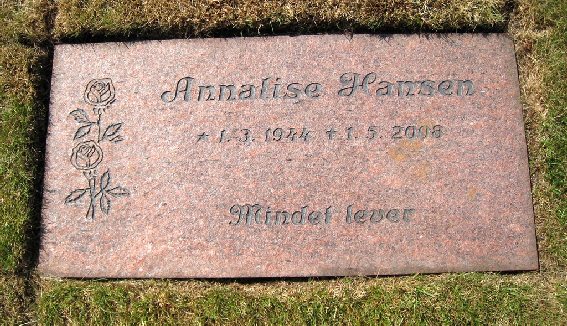 Annalise Hansen
⋆ 1. 3. 1944 + 1. 5. 2008
Mindet lever